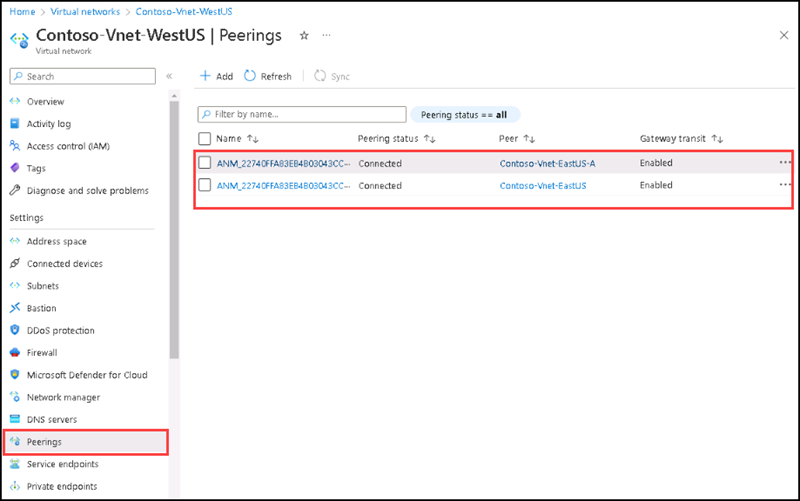 Home > Virtual networks > Contoso-Vnet-WestUS
Contoso-Vnet-WestUS | Peerings
Virtual network
Search
Overview
Activity log
Access control (IAM)
Tags
Diagnose and solve problems
Settings
Address space
Connected devices
Subnets
Bastion
DDoS protection
Firewall
Microsoft Defender for Cloud
Network manager
DNS servers
Peerings
Service endpoints
Private endpoints
Add Refresh Sync
Filter by name... Peering status == all
Name Peering status Peer Gateway transit
ANM_22740FFA83EB4B03043CC... Connected Contoso-Vnet-EastUS-A Enabled
ANM_22740FFA83EB4B03043CC... Connected Contoso-Vnet-EastUS Enabled